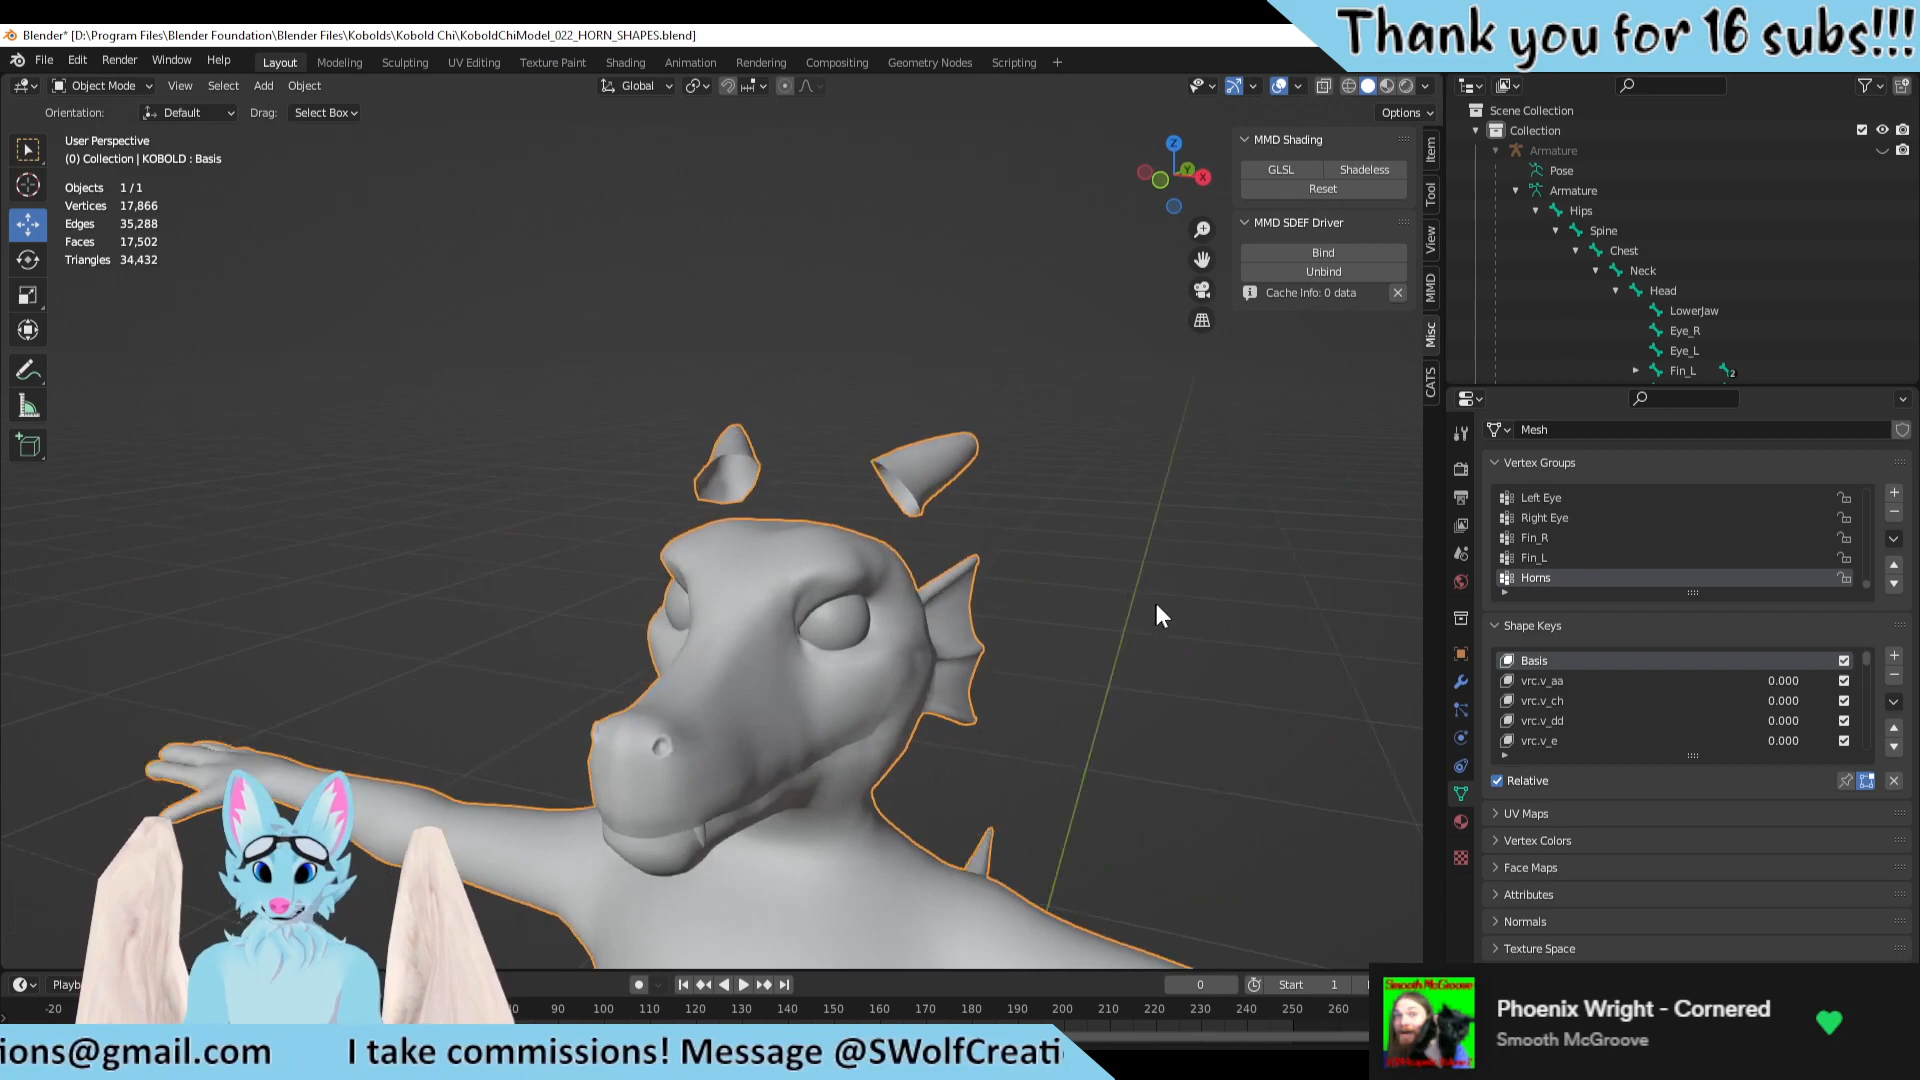 Blender* [D:\Program Files\Blender Foundation\Blender Files\Kobolds\Kobold Chi\KoboldChiModel_022_HORN_SHAPES.blend]
Thank you for 16 subs!!!
File Edit Render Window Help Layout Modeling Sculpting UV Editing Texture Paint Shading Animation Rendering Compositing Geometry Nodes Scripting +
Object Mode View Select Add Object Global
Orientation: Default Drag: Select Box Options
User Perspective
(0) Collection | KOBOLD : Basis
Objects 1 / 1
Vertices 17,866
Edges 35,288
Faces 17,502
Triangles 34,432
Z
Y
X
MMD Shading
GLSL Shadeless
Reset
MMD SDEF Driver
Bind
Unbind
Cache Info: 0 data
Item
Tool
View
MMD
Misc
CATS
Scene Collection
Collection
Armature
Pose
Armature
Hips
Spine
Chest
Neck
Head
LowerJaw
Eye_R
Eye_L
Fin_L 2
Mesh
Vertex Groups
Left Eye
Right Eye
Fin_R
Fin_L
Horns
Shape Keys
Basis
vrc.v_aa 0.000
vrc.v_ch 0.000
vrc.v_dd 0.000
vrc.v_e 0.000
Relative
UV Maps
Vertex Colors
Face Maps
Attributes
Normals
Texture Space
Playb 0 Start 1
-20 80 90 100 110 120 130 140 150 160 170 180 190 200 210 220 230 240 250 260
ions@gmail.com I take commissions! Message @SWolfCreati
Smooth McGroove
Phoenix Wright - Cornered
Smooth McGroove